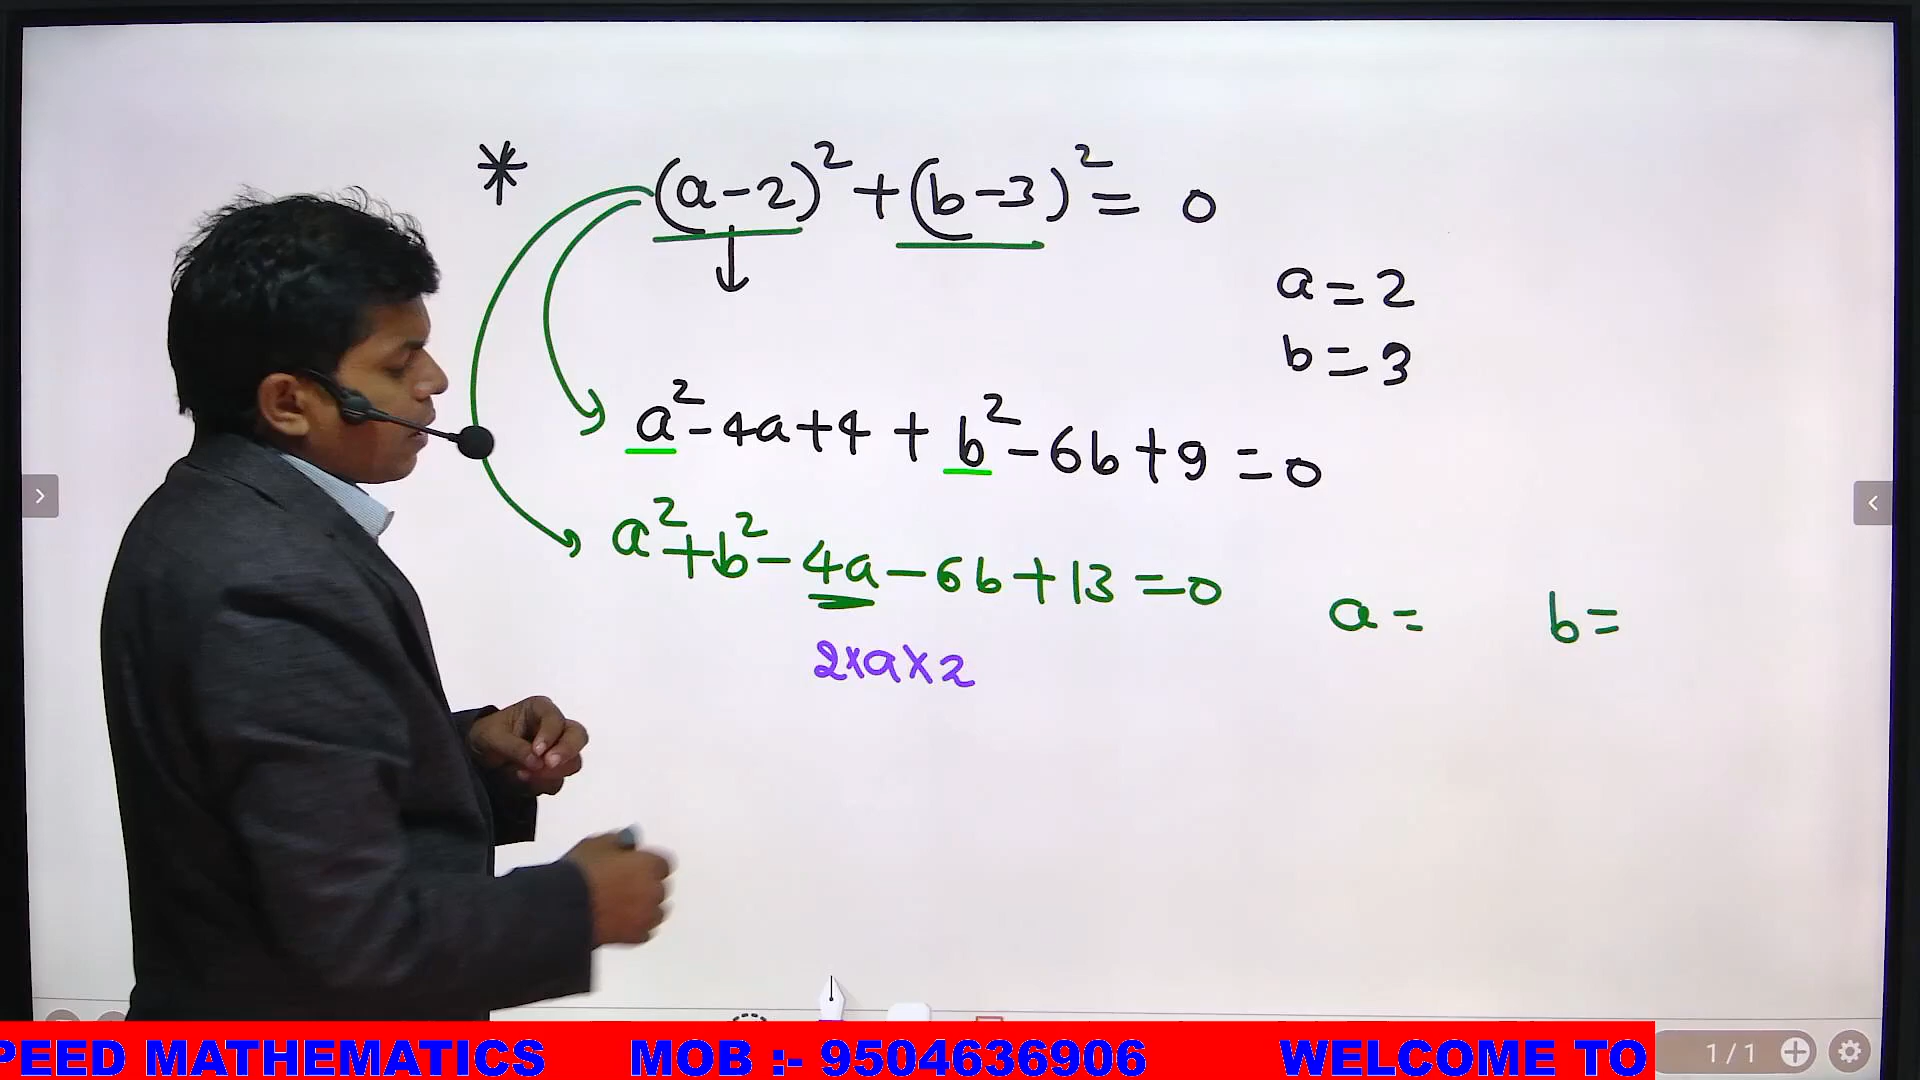 * (a-2)² + (b-3)² = 0
a = 2
b = 3
a² - 4a + 4 + b² - 6b + 9 = 0
a² + b² - 4a - 6b + 13 = 0 a = b =
2×a×2
PEED MATHEMATICS MOB :- 9504636906 WELCOME TO
1 / 1